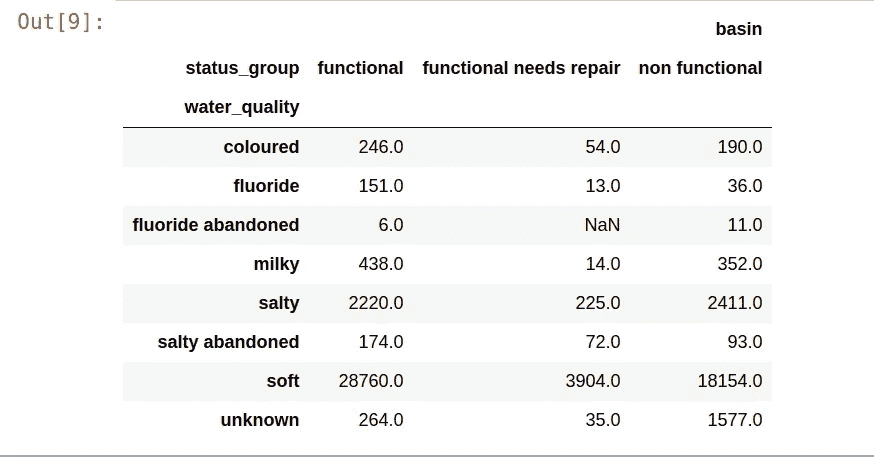 Out[9]:
basin
status_group functional functional needs repair non functional
water_quality
coloured 246.0 54.0 190.0
fluoride 151.0 13.0 36.0
fluoride abandoned 6.0 NaN 11.0
milky 438.0 14.0 352.0
salty 2220.0 225.0 2411.0
salty abandoned 174.0 72.0 93.0
soft 28760.0 3904.0 18154.0
unknown 264.0 35.0 1577.0